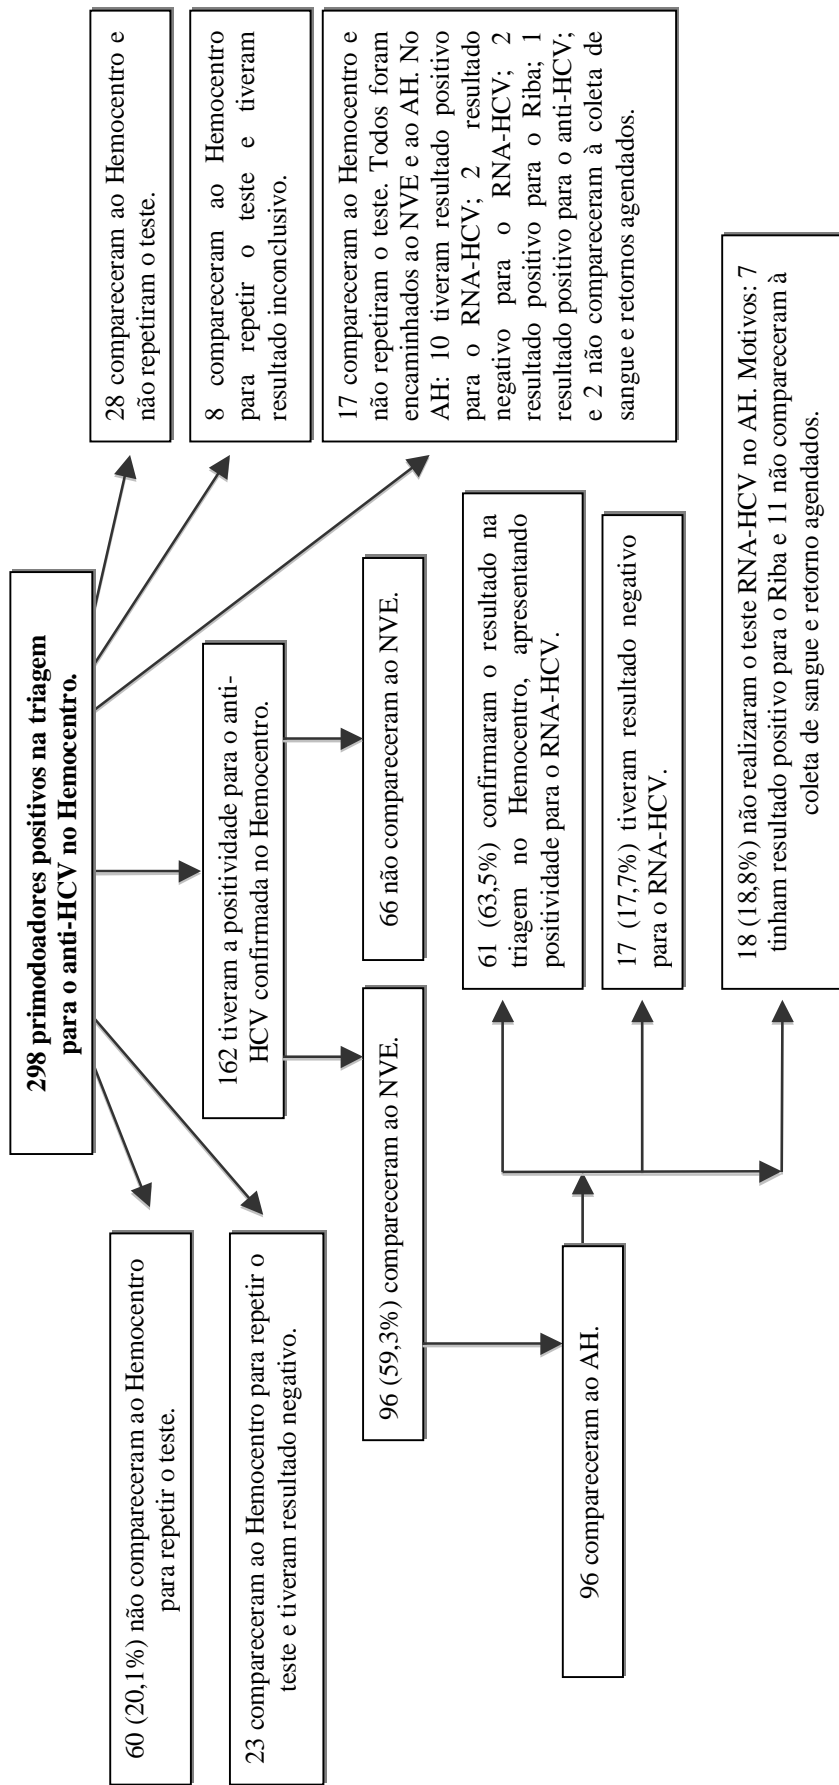 298 primodoadores positivos na triagem
para o anti-HCV no Hemocentro.
60 (20,1%) não compareceram ao Hemocentro
para repetir o teste.
23 compareceram ao Hemocentro para repetir o
teste e tiveram resultado negativo.
162 tiveram a positividade para o anti-
HCV confirmada no Hemocentro.
28 compareceram ao Hemocentro e
não repetiram o teste.
8 compareceram ao Hemocentro
para repetir o teste e tiveram
resultado inconclusivo.
17 compareceram ao Hemocentro e
não repetiram o teste. Todos foram
encaminhados ao NVE e ao AH. No
AH: 10 tiveram resultado positivo
para o RNA-HCV; 2 resultado
negativo para o RNA-HCV; 2
resultado positivo para o Riba; 1
resultado positivo para o anti-HCV;
e 2 não compareceram à coleta de
sangue e retornos agendados.
96 (59,3%) compareceram ao NVE.
66 não compareceram ao NVE.
96 compareceram ao AH.
61 (63,5%) confirmaram o resultado na
triagem no Hemocentro, apresentando
positividade para o RNA-HCV.
17 (17,7%) tiveram resultado negativo
para o RNA-HCV.
18 (18,8%) não realizaram o teste RNA-HCV no AH. Motivos: 7
tinham resultado positivo para o Riba e 11 não compareceram à
coleta de sangue e retorno agendados.